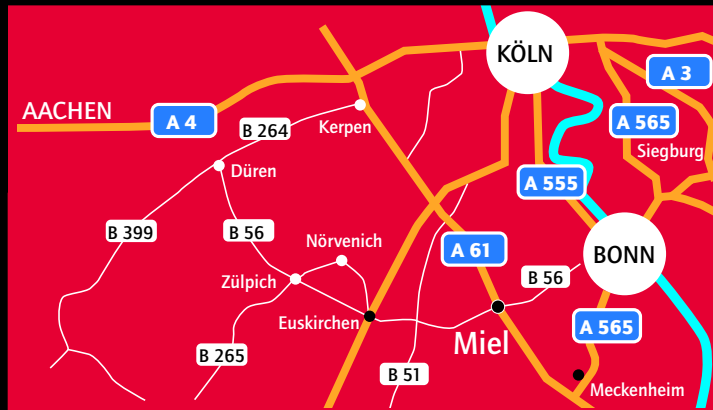 KÖLN
A 3
AACHEN
A 4
A 565
B 264
Kerpen
Siegburg
Düren
A 555
B 399
B 56
Nörvenich
A 61
BONN
Zülpich
B 56
Euskirchen
A 565
Miel
B 265
B 51
Meckenheim